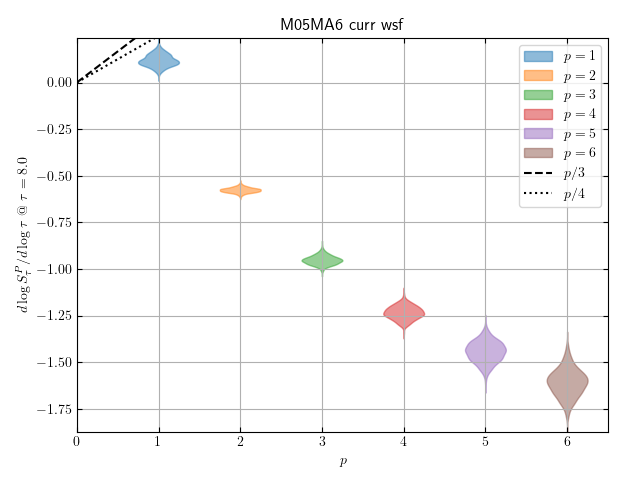 M05MA6 curr wsf
d log S_τ^P / d log τ @ τ = 8.0
0.00
−0.25
−0.50
−0.75
−1.00
−1.25
−1.50
−1.75
0 1 2 3 4 5 6
p
p = 1
p = 2
p = 3
p = 4
p = 5
p = 6
p/3
p/4